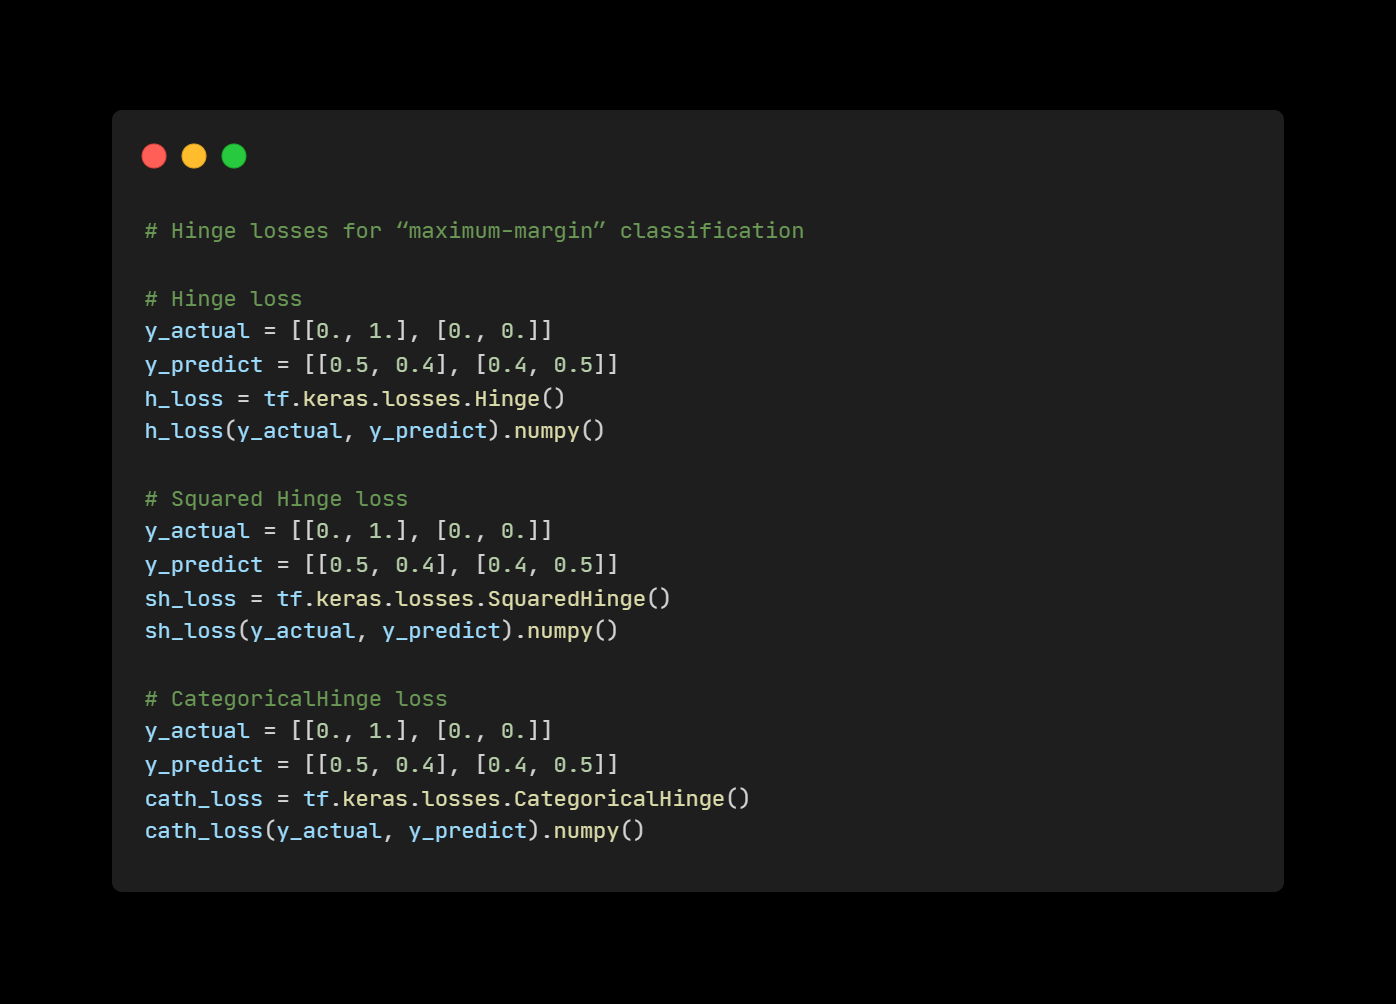 # Hinge losses for “maximum-margin” classification
# Hinge loss
y_actual = [[0., 1.], [0., 0.]]
y_predict = [[0.5, 0.4], [0.4, 0.5]]
h_loss = tf.keras.losses.Hinge()
h_loss(y_actual, y_predict).numpy()
# Squared Hinge loss
y_actual = [[0., 1.], [0., 0.]]
y_predict = [[0.5, 0.4], [0.4, 0.5]]
sh_loss = tf.keras.losses.SquaredHinge()
sh_loss(y_actual, y_predict).numpy()
# CategoricalHinge loss
y_actual = [[0., 1.], [0., 0.]]
y_predict = [[0.5, 0.4], [0.4, 0.5]]
cath_loss = tf.keras.losses.CategoricalHinge()
cath_loss(y_actual, y_predict).numpy()